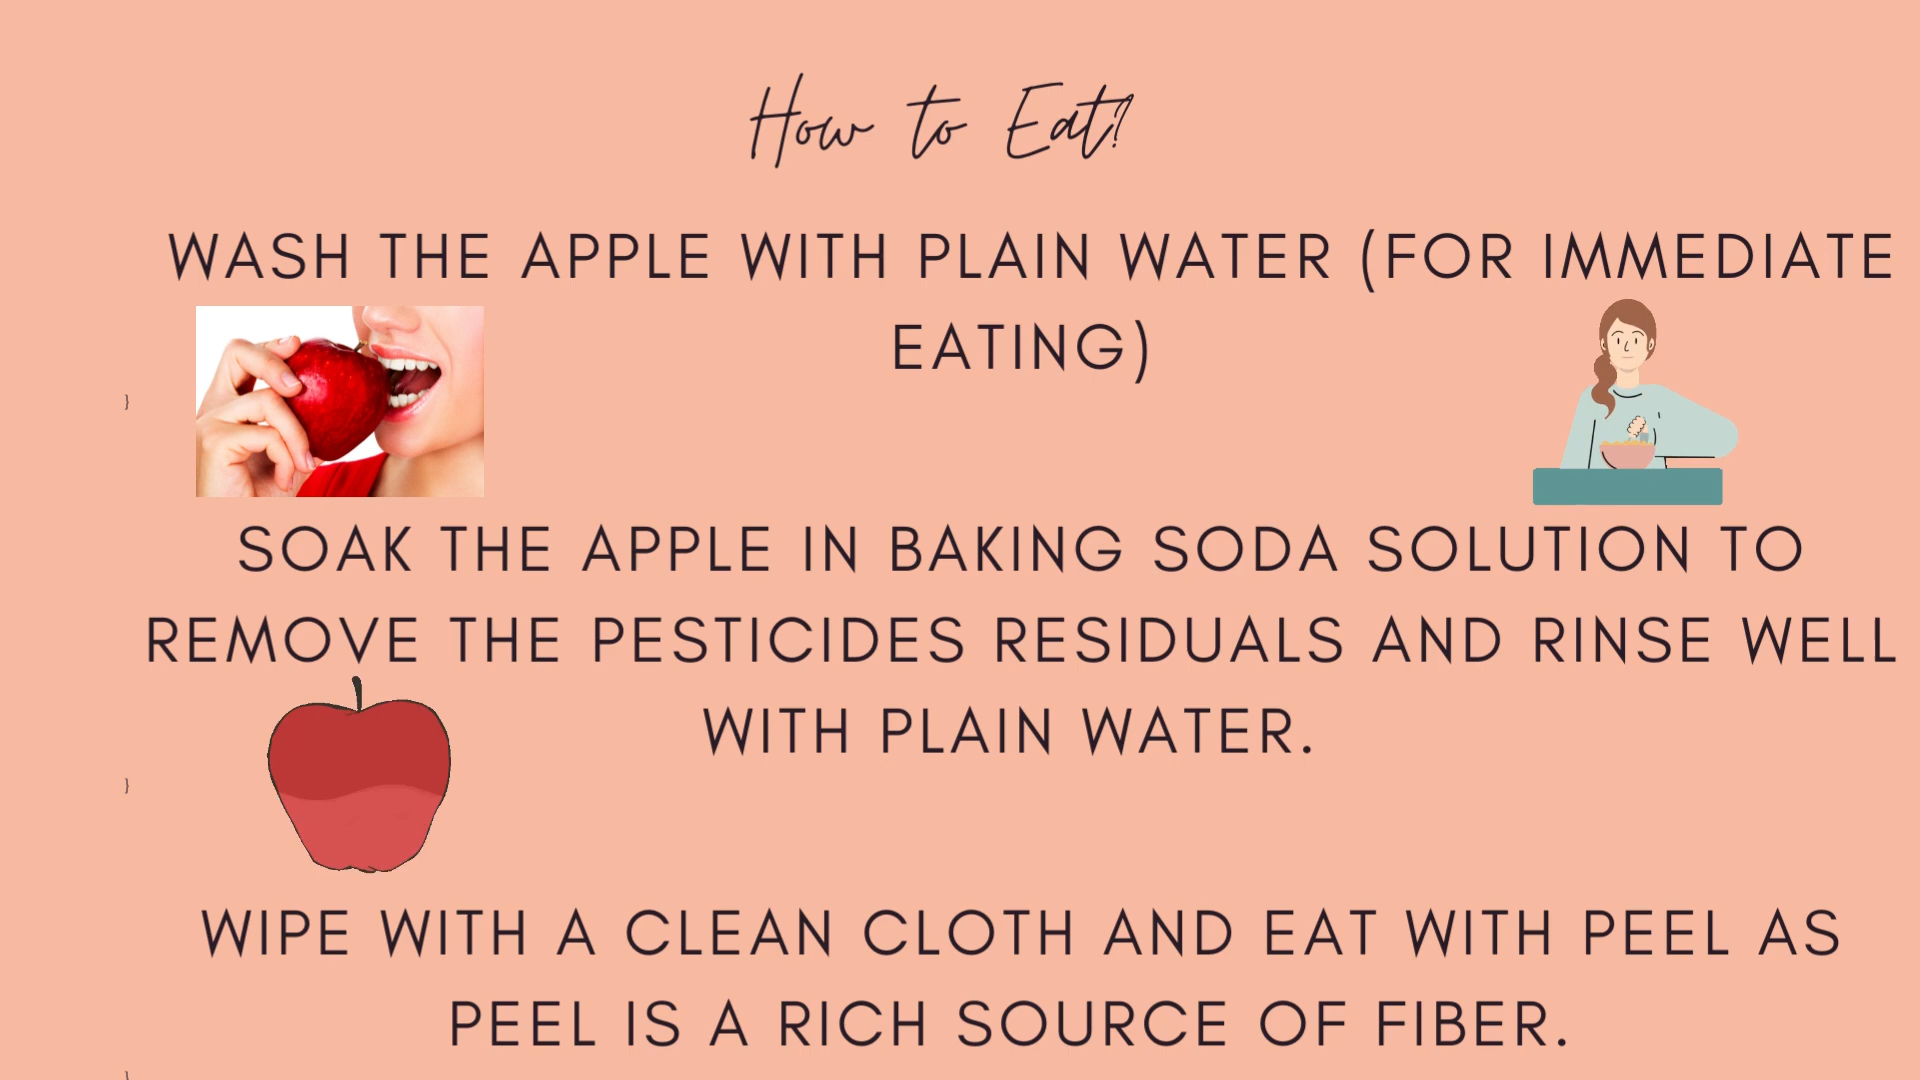 How to Eat?
WASH THE APPLE WITH PLAIN WATER (FOR IMMEDIATE
EATING)
}
SOAK THE APPLE IN BAKING SODA SOLUTION TO
REMOVE THE PESTICIDES RESIDUALS AND RINSE WELL
WITH PLAIN WATER.
}
WIPE WITH A CLEAN CLOTH AND EAT WITH PEEL AS
PEEL IS A RICH SOURCE OF FIBER.
}